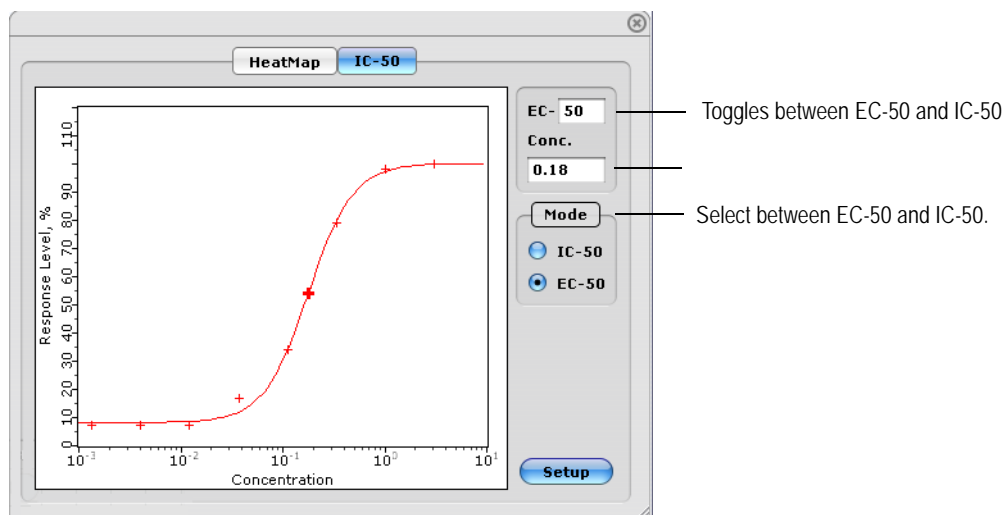 HeatMap IC-50
EC- 50
Toggles between EC-50 and IC-50
Conc.
0.18
Mode
Select between EC-50 and IC-50.
IC-50
EC-50
Setup
Response Level, %
110
90
80
70
60
50
40
30
20
10
0
10⁻³ 10⁻² 10⁻¹ 10⁰ 10¹
Concentration